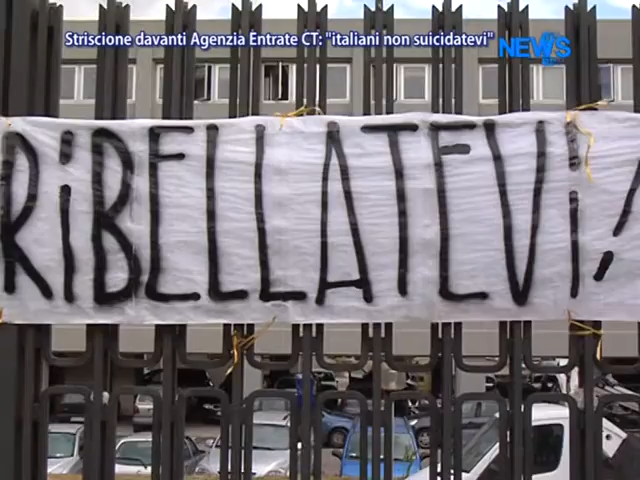 Striscione davanti Agenzia Entrate CT: "italiani non suicidatevi"
NEWS
RiBELLATEVi!